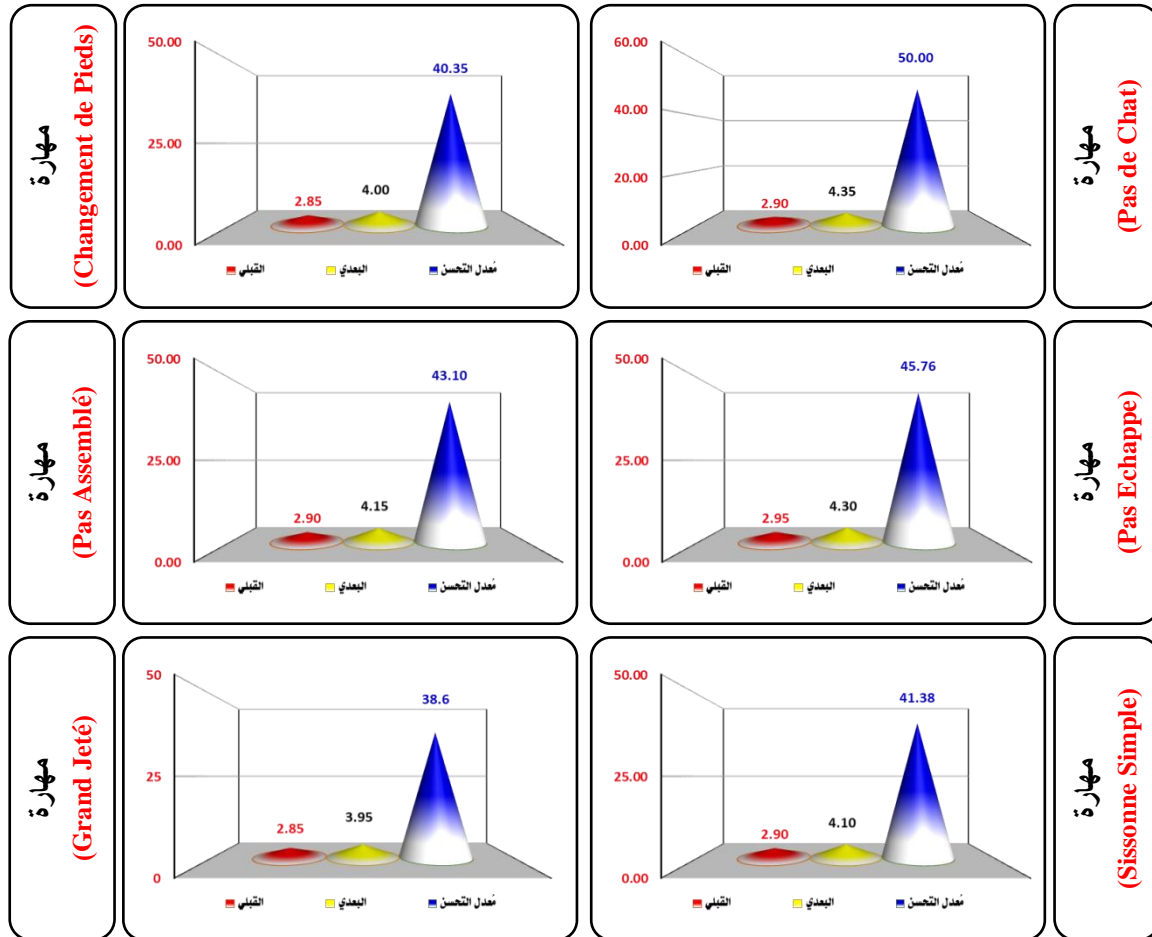 مهارة
(Changement de Pieds)
50.00
25.00
0.00
2.85
4.00
40.35
القبلي
البعدي
مُعدل التحسن
60.00
40.00
20.00
0.00
2.90
4.35
50.00
القبلي
البعدي
مُعدل التحسن
مهارة
(Pas de Chat)
مهارة
(Pas Assemblé)
50.00
25.00
0.00
2.90
4.15
43.10
القبلي
البعدي
مُعدل التحسن
50.00
25.00
0.00
2.95
4.30
45.76
القبلي
البعدي
مُعدل التحسن
مهارة
(Pas Echappe)
مهارة
(Grand Jeté)
50
25
0
2.85
3.95
38.6
القبلي
البعدي
مُعدل التحسن
50.00
25.00
0.00
2.90
4.10
41.38
القبلي
البعدي
مُعدل التحسن
مهارة
(Sissonne Simple)